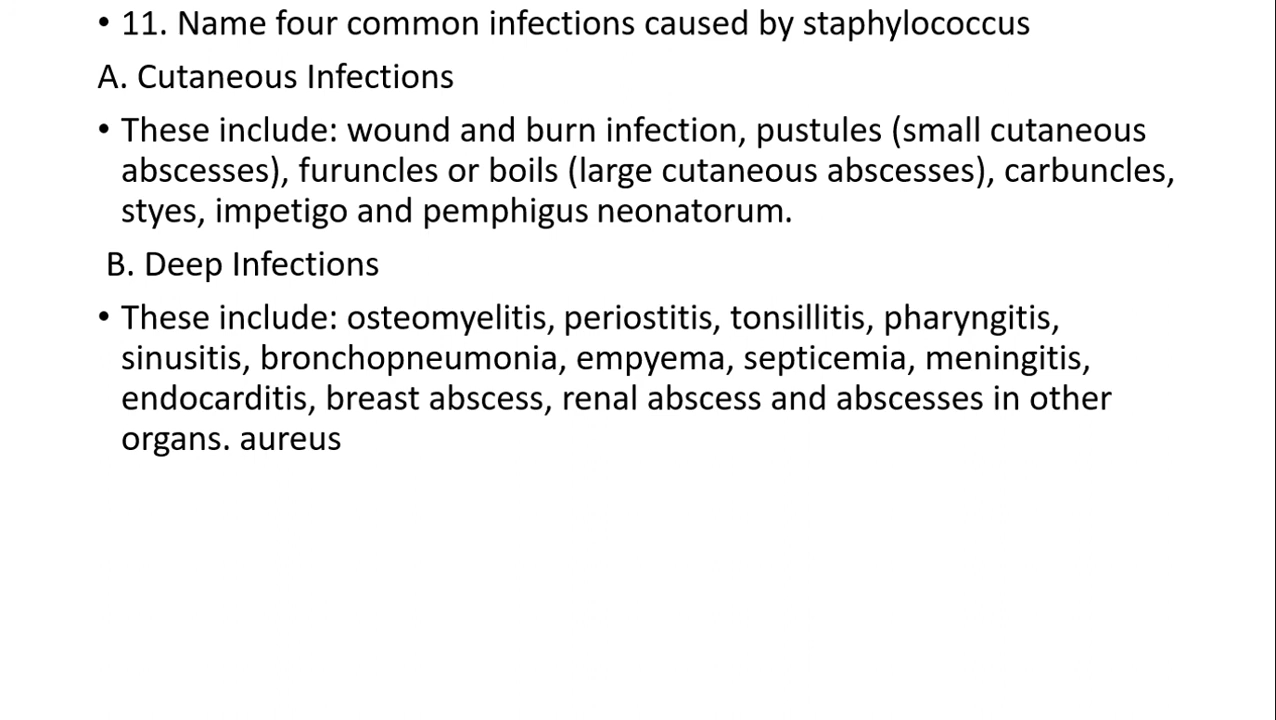 • 11. Name four common infections caused by staphylococcus
A. Cutaneous Infections
• These include: wound and burn infection, pustules (small cutaneous
abscesses), furuncles or boils (large cutaneous abscesses), carbuncles,
styes, impetigo and pemphigus neonatorum.
B. Deep Infections
• These include: osteomyelitis, periostitis, tonsillitis, pharyngitis,
sinusitis, bronchopneumonia, empyema, septicemia, meningitis,
endocarditis, breast abscess, renal abscess and abscesses in other
organs. aureus